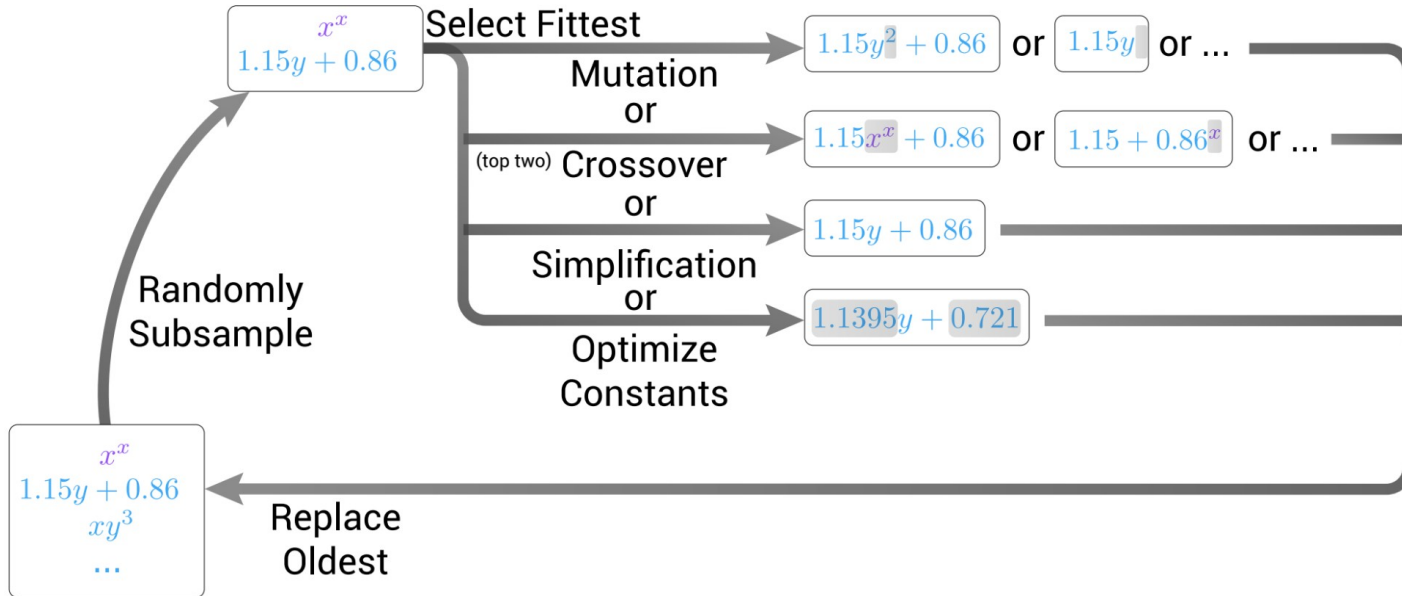 x^x
1.15y + 0.86
Select Fittest
1.15y^2 + 0.86 or 1.15y or ...
Mutation
or
1.15x^x + 0.86 or 1.15 + 0.86^x or ...
(top two) Crossover
or
1.15y + 0.86
Simplification
or
1.1395y + 0.721
Optimize
Constants
Randomly
Subsample
x^x
1.15y + 0.86
xy^3
...
Replace
Oldest